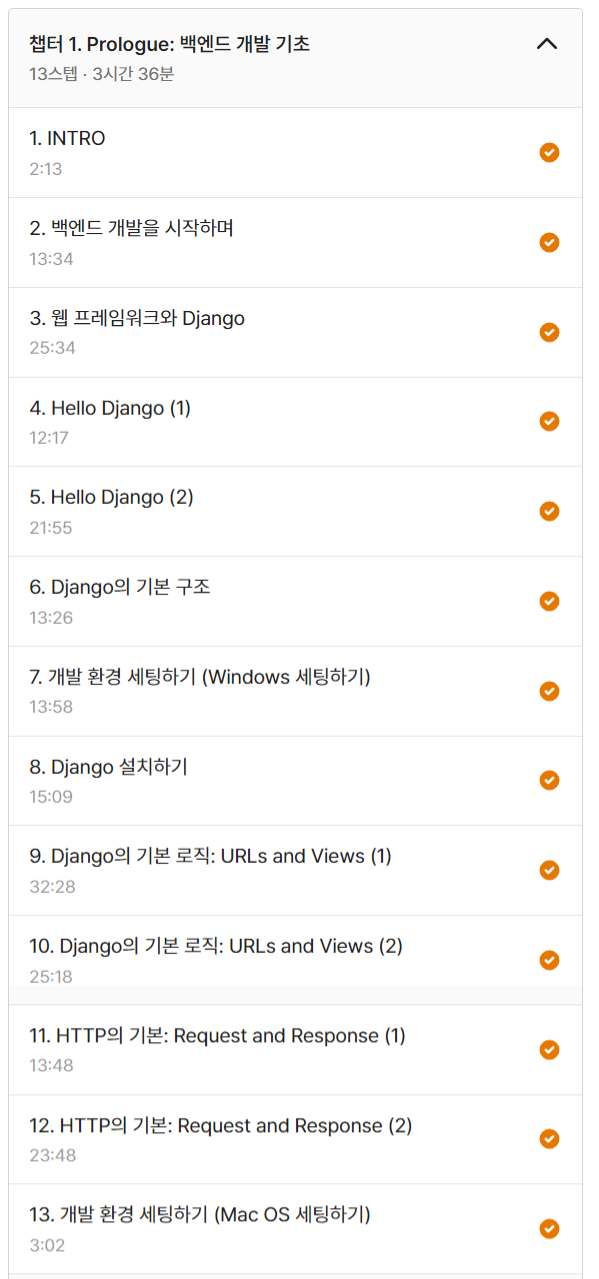 챕터 1. Prologue: 백엔드 개발 기초
13스텝 · 3시간 36분
1. INTRO
2:13
2. 백엔드 개발을 시작하며
13:34
3. 웹 프레임워크와 Django
25:34
4. Hello Django (1)
12:17
5. Hello Django (2)
21:55
6. Django의 기본 구조
13:26
7. 개발 환경 세팅하기 (Windows 세팅하기)
13:58
8. Django 설치하기
15:09
9. Django의 기본 로직: URLs and Views (1)
32:28
10. Django의 기본 로직: URLs and Views (2)
25:18
11. HTTP의 기본: Request and Response (1)
13:48
12. HTTP의 기본: Request and Response (2)
23:48
13. 개발 환경 세팅하기 (Mac OS 세팅하기)
3:02